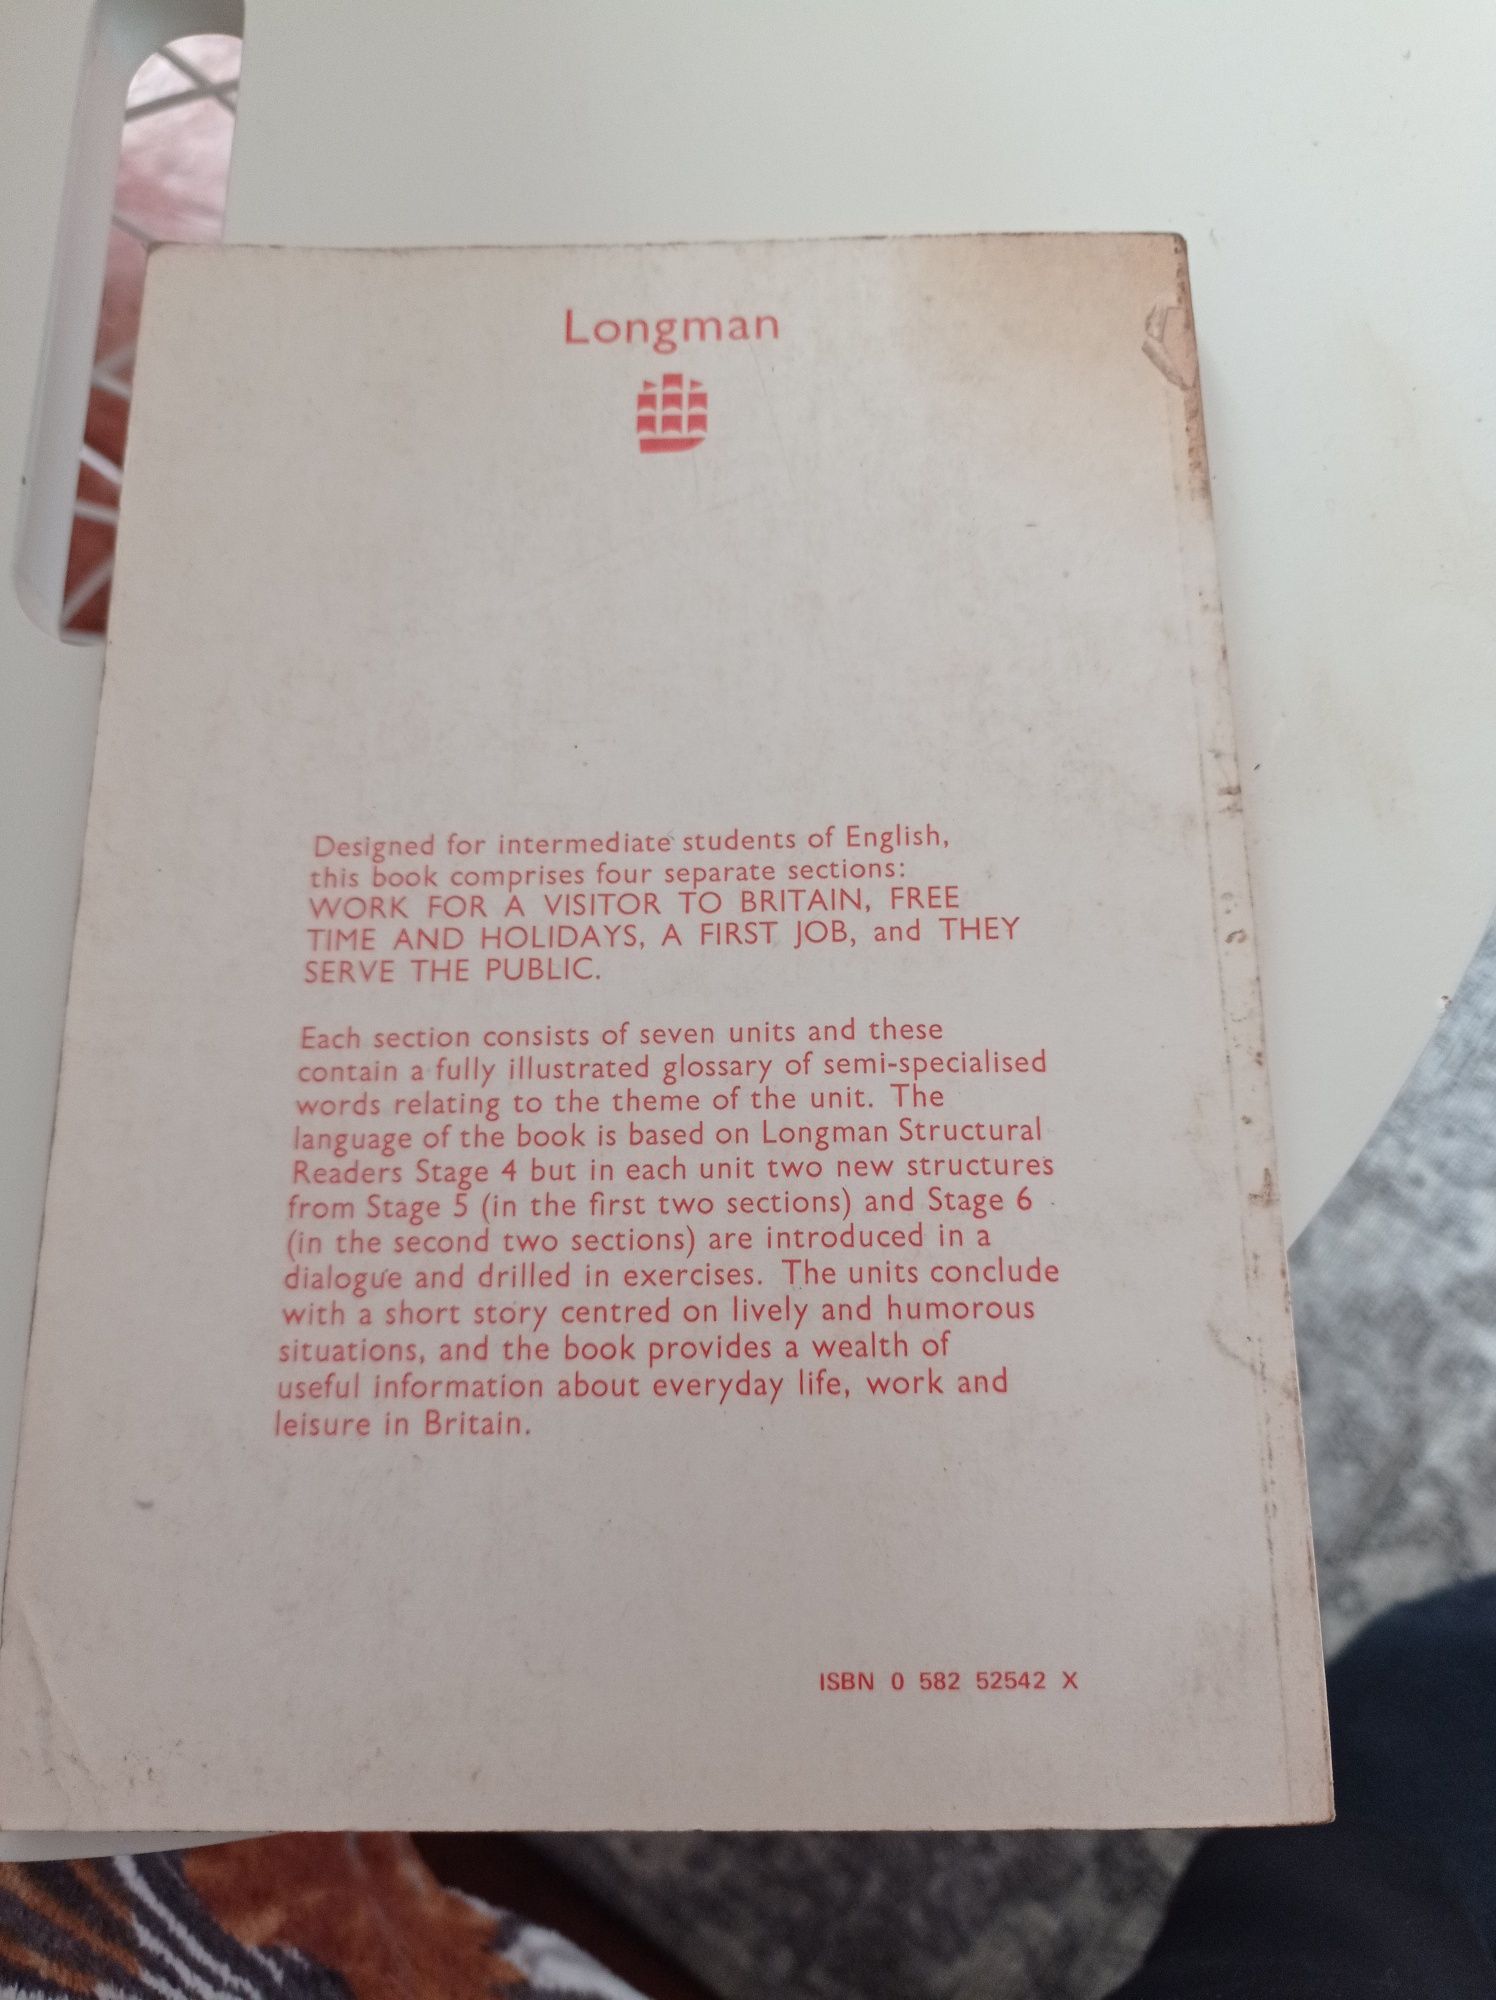 Longman
Designed for intermediate students of English,
this book comprises four separate sections:
WORK FOR A VISITOR TO BRITAIN, FREE
TIME AND HOLIDAYS, A FIRST JOB, and THEY
SERVE THE PUBLIC.
Each section consists of seven units and these
contain a fully illustrated glossary of semi-specialised
words relating to the theme of the unit. The
language of the book is based on Longman Structural
Readers Stage 4 but in each unit two new structures
from Stage 5 (in the first two sections) and Stage 6
(in the second two sections) are introduced in a
dialogue and drilled in exercises. The units conclude
with a short story centred on lively and humorous
situations, and the book provides a wealth of
useful information about everyday life, work and
leisure in Britain.
ISBN 0 582 52542 X